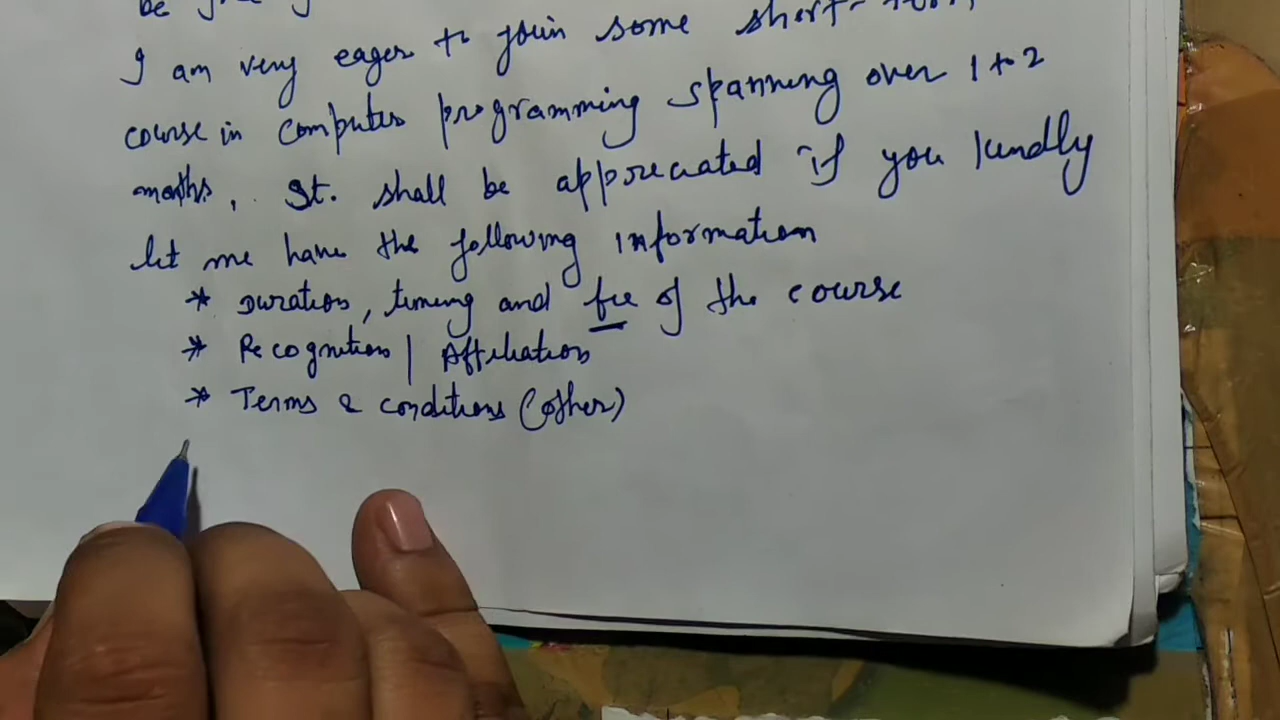 be
I am very eager to join some short-term
course in computer programming spanning over 1 to 2
months, It. shall be appreciated if you kindly
let me have the following information
* Duration, timing and fee of the course
* Recognition | Affiliation
* Terms & conditions (other)